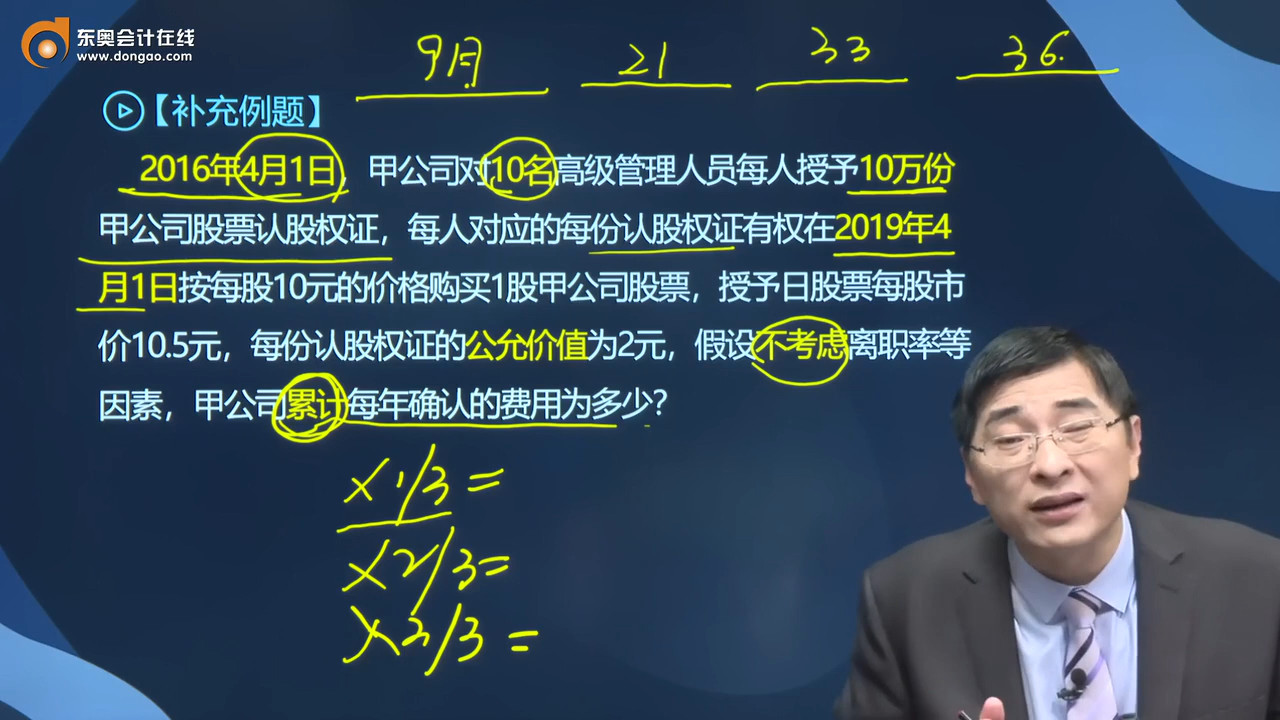 东奥会计在线
www.dongao.com
9月 21 33 36
【补充例题】
2016年4月1日，甲公司对10名高级管理人员每人授予10万份
甲公司股票认股权证，每人对应的每份认股权证有权在2019年4
月1日按每股10元的价格购买1股甲公司股票，授予日股票每股市
价10.5元，每份认股权证的公允价值为2元，假设不考虑离职率等
因素，甲公司累计每年确认的费用为多少？
×1/3=
×2/3=
×3/3=